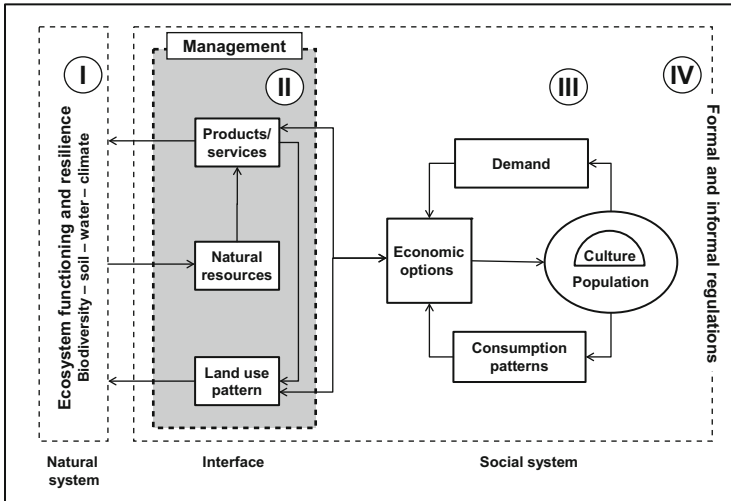 Management
I
II
III
IV
Ecosystem functioning and resilience
Biodiversity – soil – water – climate
Products/
services
Natural
resources
Land use
pattern
Economic
options
Demand
Culture
Population
Consumption
patterns
Formal and informal regulations
Natural
system
Interface
Social system